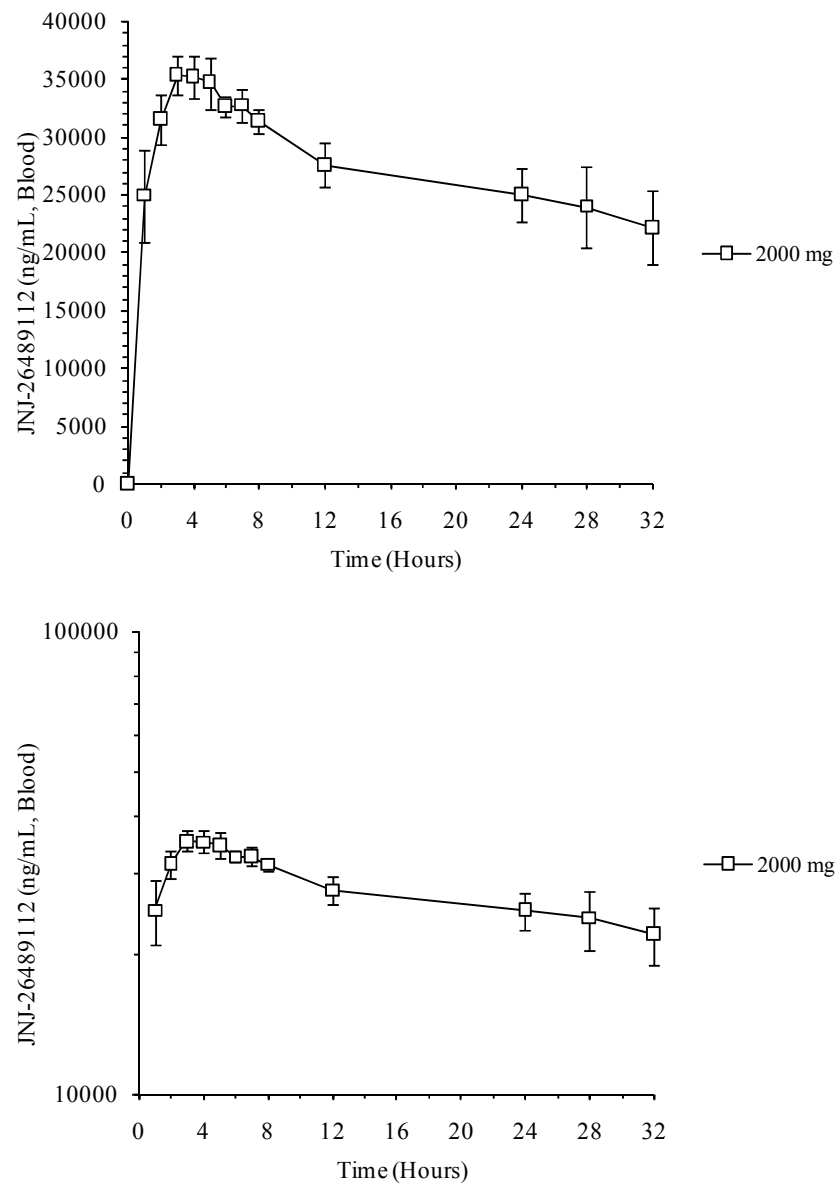 40000
35000
30000
25000
20000
15000
10000
5000
0
JNJ-26489112 (ng/mL, Blood)
0 4 8 12 16 20 24 28 32
Time (Hours)
2000 mg
100000
10000
JNJ-26489112 (ng/mL, Blood)
0 4 8 12 16 20 24 28 32
Time (Hours)
2000 mg